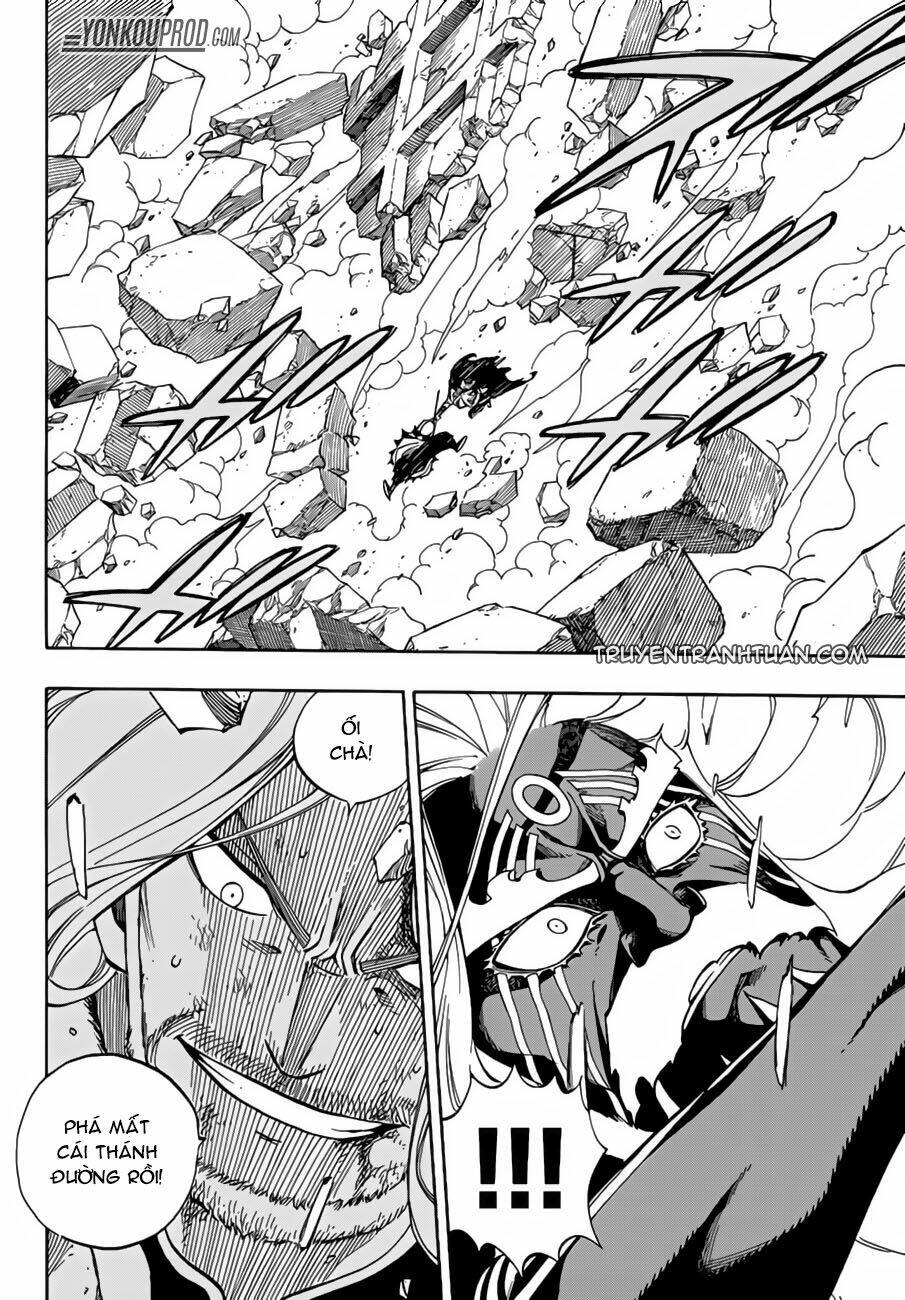 YONKOUPROD.COM
TRUYENTRANHTUAN.COM
ỐI
CHÀ!
PHÁ MẤT
CÁI THÁNH
ĐƯỜNG RỒI!
!!!